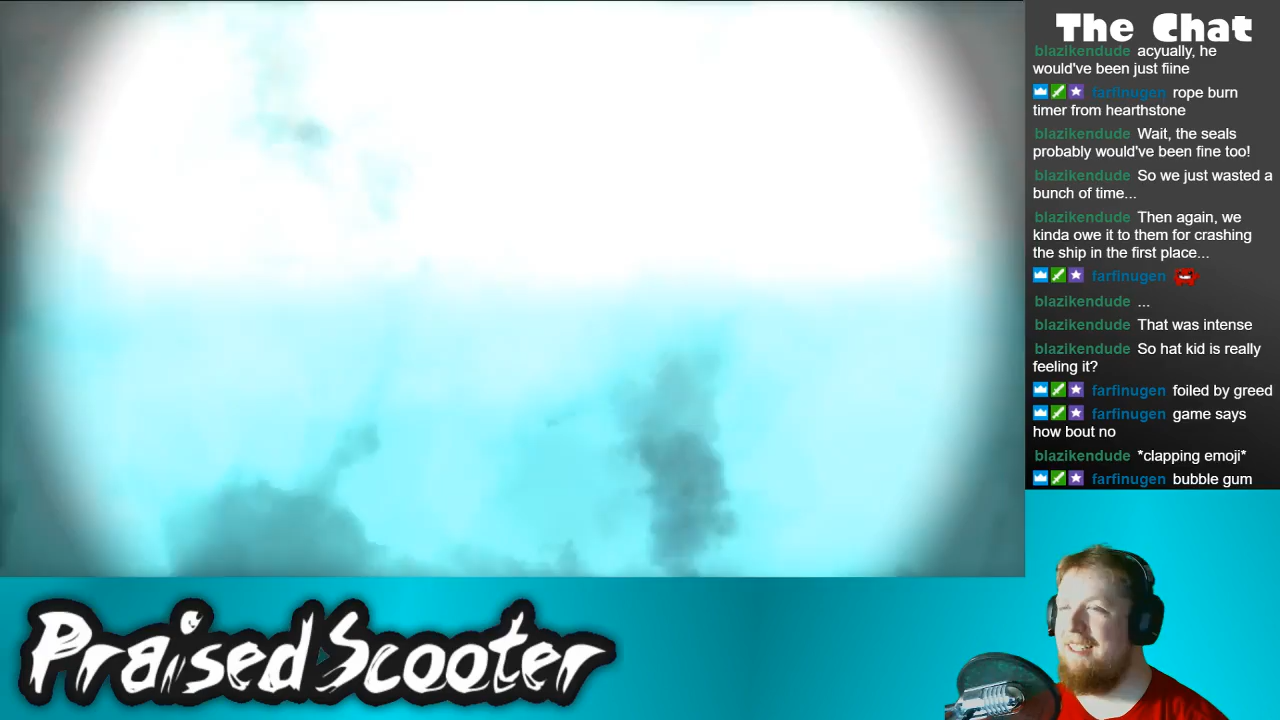 The Chat
blazikendude acyually, he
would've been just fiine
farfinugen rope burn
timer from hearthstone
blazikendude Wait, the seals
probably would've been fine too!
blazikendude So we just wasted a
bunch of time...
blazikendude Then again, we
kinda owe it to them for crashing
the ship in the first place...
farfinugen
blazikendude ...
blazikendude That was intense
blazikendude So hat kid is really
feeling it?
farfinugen foiled by greed
farfinugen game says
how bout no
blazikendude *clapping emoji*
farfinugen bubble gum
PraisedScooter